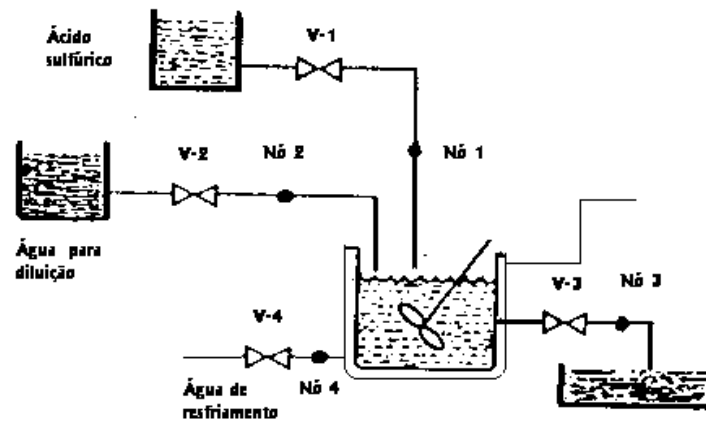 Ácido
sulfúrico
V-1
V-2
Nó 2
Nó 1
Água para
diluição
V-3
Nó 3
V-4
Nó 4
Água de
resfriamento